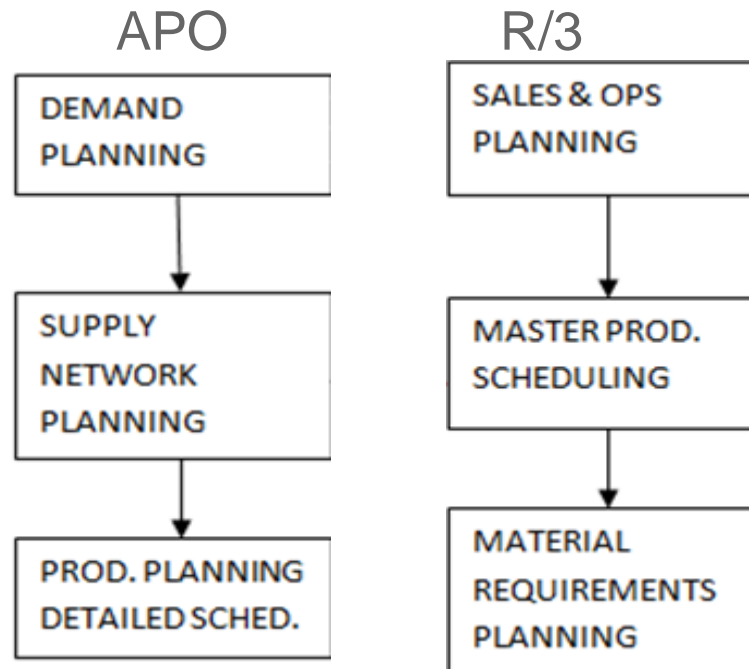 APO
DEMAND
PLANNING
SUPPLY
NETWORK
PLANNING
PROD. PLANNING
DETAILED SCHED.
R/3
SALES & OPS
PLANNING
MASTER PROD.
SCHEDULING
MATERIAL
REQUIREMENTS
PLANNING